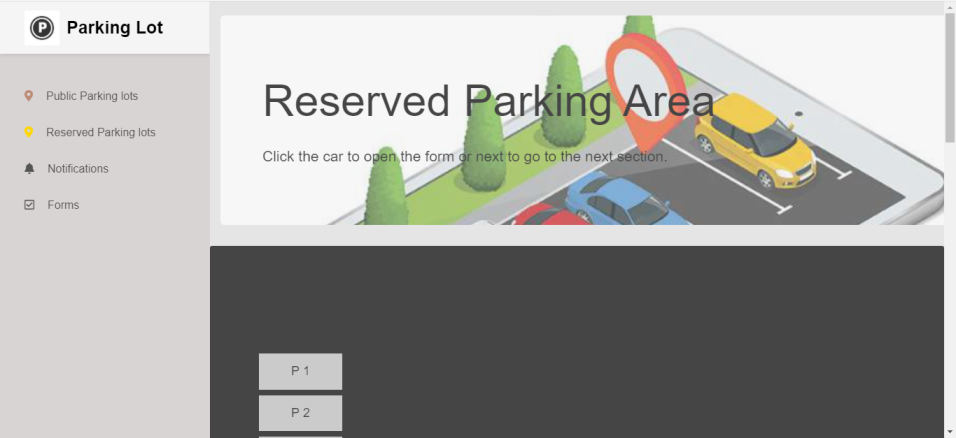 P Parking Lot
Public Parking lots
Reserved Parking lots
Notifications
Forms
Reserved Parking Area
Click the car to open the form or next to go to the next section.
P 1
P 2